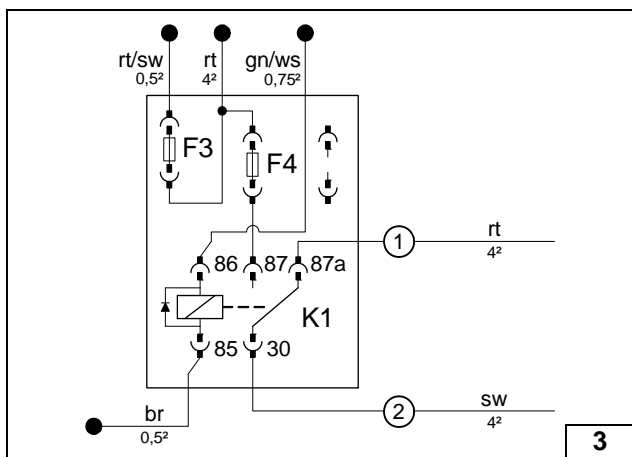 rt/sw rt gn/ws
0,5² 4² 0,75²
F3 F4
1 rt
4²
86 87 87a
K1
85 30
2 sw
4²
br
0,5²
3